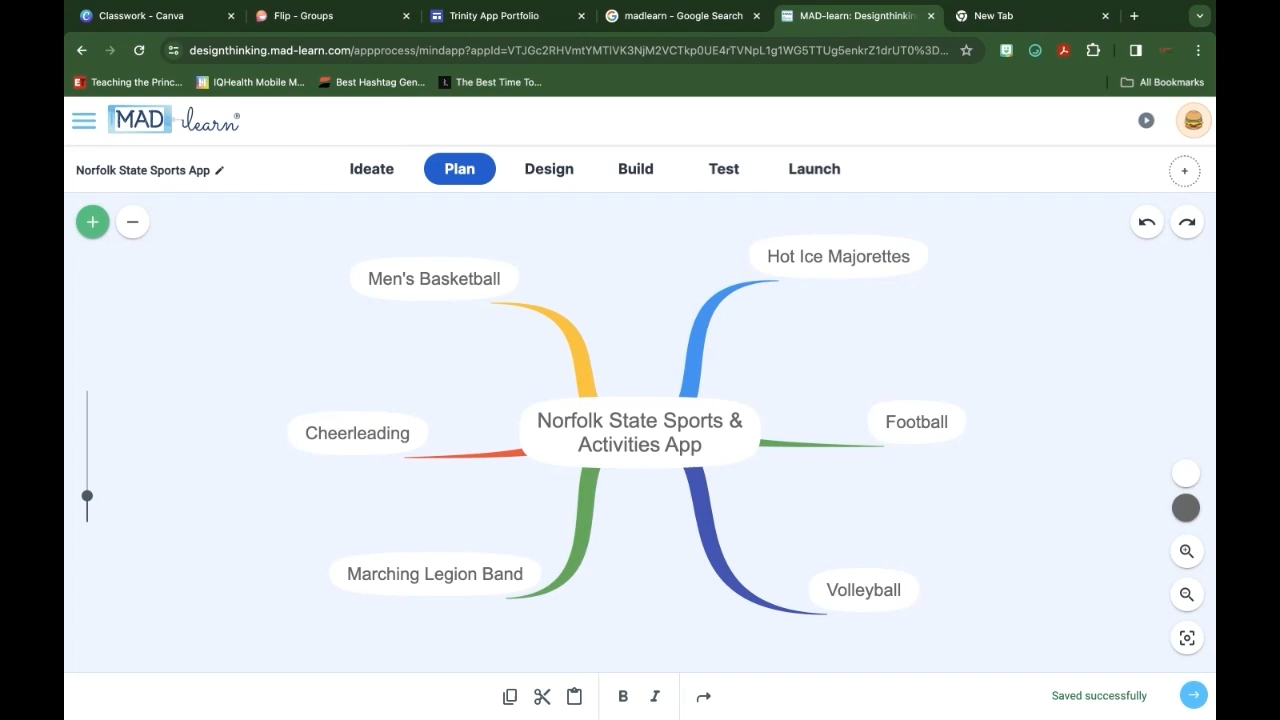 Classwork - Canva
Flip - Groups
Trinity App Portfolio
madlearn - Google Search
MAD-learn: Designthinkin
New Tab
designthinking.mad-learn.com/appprocess/mindapp?appId=VTJGc2RHVmtYMTlVK3NjM2VCTkp0UE4rTVNpL1g1WG5TTUg5enkrZ1drUT0%3D...
Teaching the Princ...
IQHealth Mobile M...
Best Hashtag Gen...
The Best Time To...
All Bookmarks
MAD-learn®
Norfolk State Sports App
Ideate
Plan
Design
Build
Test
Launch
Hot Ice Majorettes
Men's Basketball
Norfolk State Sports &
Activities App
Football
Cheerleading
Marching Legion Band
Volleyball
B
I
Saved successfully